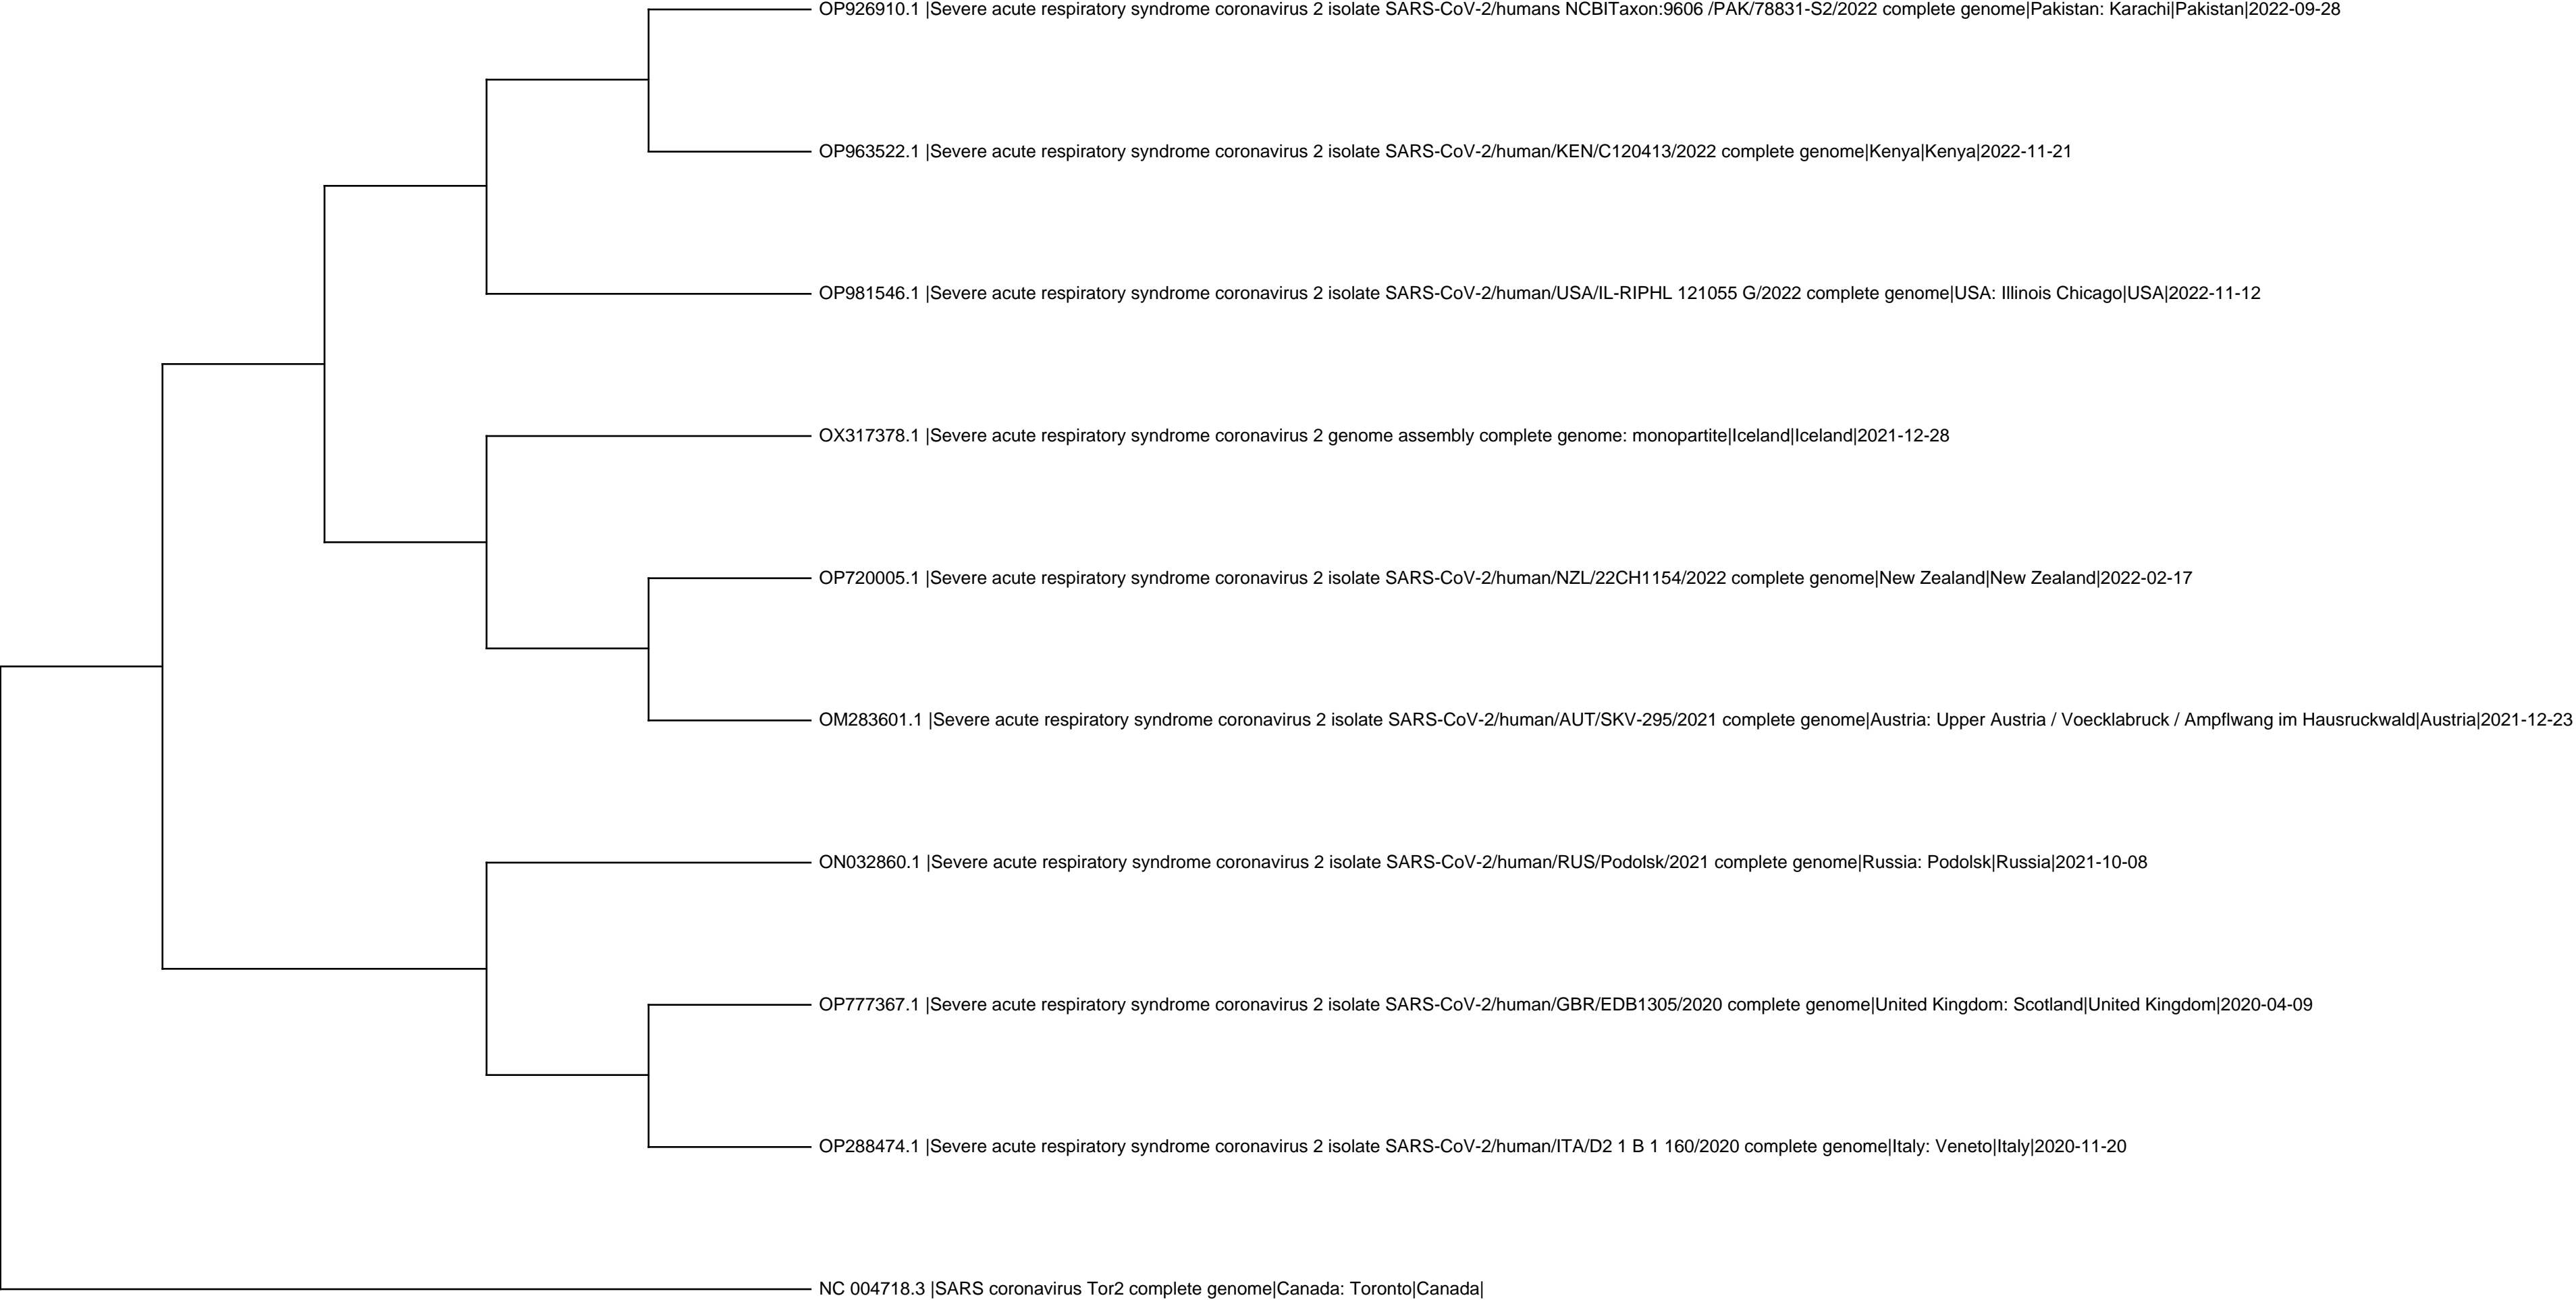 OP926910.1 |Severe acute respiratory syndrome coronavirus 2 isolate SARS-CoV-2/humans NCBITaxon:9606 /PAK/78831-S2/2022 complete genome|Pakistan: Karachi|Pakistan|2022-09-28
OP963522.1 |Severe acute respiratory syndrome coronavirus 2 isolate SARS-CoV-2/human/KEN/C120413/2022 complete genome|Kenya|Kenya|2022-11-21
OP981546.1 |Severe acute respiratory syndrome coronavirus 2 isolate SARS-CoV-2/human/USA/IL-RIPHL 121055 G/2022 complete genome|USA: Illinois Chicago|USA|2022-11-12
OX317378.1 |Severe acute respiratory syndrome coronavirus 2 genome assembly complete genome: monopartite|Iceland|Iceland|2021-12-28
OP720005.1 |Severe acute respiratory syndrome coronavirus 2 isolate SARS-CoV-2/human/NZL/22CH1154/2022 complete genome|New Zealand|New Zealand|2022-02-17
OM283601.1 |Severe acute respiratory syndrome coronavirus 2 isolate SARS-CoV-2/human/AUT/SKV-295/2021 complete genome|Austria: Upper Austria / Voecklabruck / Ampflwang im Hausruckwald|Austria|2021-12-23
ON032860.1 |Severe acute respiratory syndrome coronavirus 2 isolate SARS-CoV-2/human/RUS/Podolsk/2021 complete genome|Russia: Podolsk|Russia|2021-10-08
OP777367.1 |Severe acute respiratory syndrome coronavirus 2 isolate SARS-CoV-2/human/GBR/EDB1305/2020 complete genome|United Kingdom: Scotland|United Kingdom|2020-04-09
OP288474.1 |Severe acute respiratory syndrome coronavirus 2 isolate SARS-CoV-2/human/ITA/D2 1 B 1 160/2020 complete genome|Italy: Veneto|Italy|2020-11-20
NC 004718.3 |SARS coronavirus Tor2 complete genome|Canada: Toronto|Canada|